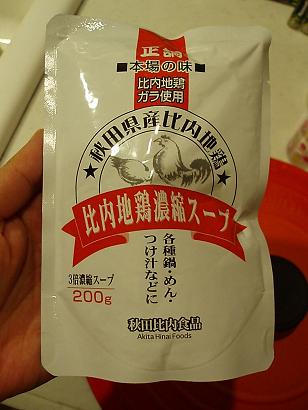 正調
■本場の味■
比内地鶏
ガラ使用
秋田県産比内地鶏
比内地鶏濃縮スープ
各種鍋・めん・
つけ汁などに
3倍濃縮スープ
200g
秋田比内食品
Akita Hinai Foods